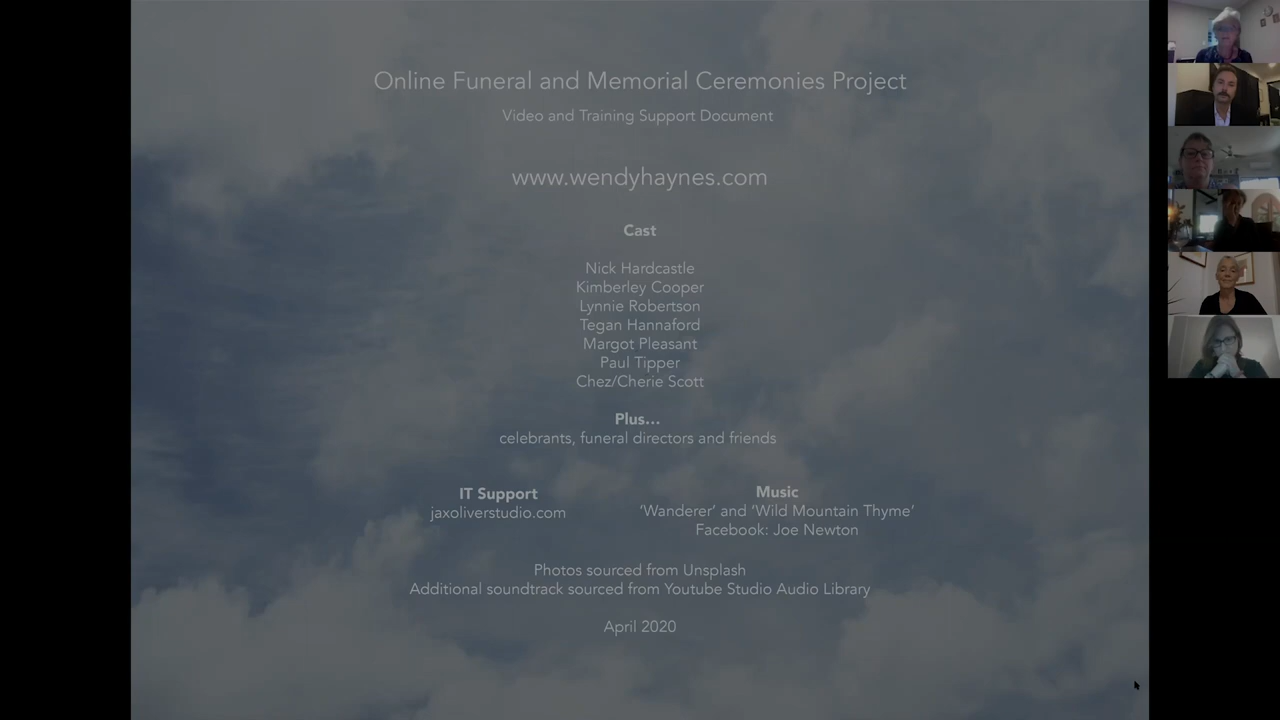 Online Funeral and Memorial Ceremonies Project
Video and Training Support Document
www.wendyhaynes.com
Cast
Nick Hardcastle
Kimberley Cooper
Lynnie Robertson
Tegan Hannaford
Margot Pleasant
Paul Tipper
Chez/Cherie Scott
Plus...
celebrants, funeral directors and friends
IT Support
jaxoliverstudio.com
Music
‘Wanderer’ and ‘Wild Mountain Thyme’
Facebook: Joe Newton
Photos sourced from Unsplash
Additional soundtrack sourced from Youtube Studio Audio Library
April 2020